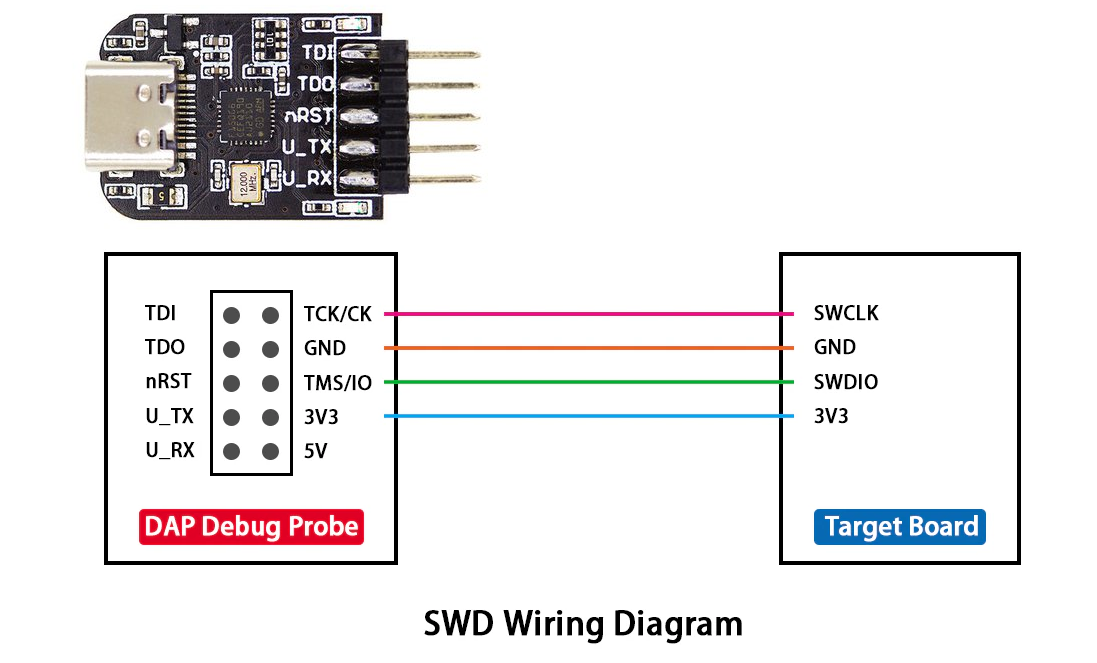 TDI
TDO
nRST
U_TX
U_RX
12.000
MHz.
5
TDI TCK/CK SWCLK
TDO GND GND
nRST TMS/IO SWDIO
U_TX 3V3 3V3
U_RX 5V
DAP Debug Probe Target Board
SWD Wiring Diagram